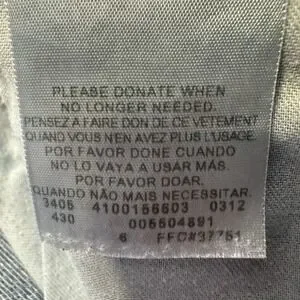 PLEASE DONATE WHEN
NO LONGER NEEDED.
PENSEZ A FAIRE DON DE CE VETEMENT
QUAND VOUS N'EN AVEZ PLUS L'USAGE.
POR FAVOR DONE CUANDO
NO LO VAYA A USAR MÁS.
POR FAVOR DOAR,
QUANDO NÃO MAIS NECESSITAR.
3405 4100156603 0312
430 005604891
6 FFC#37751